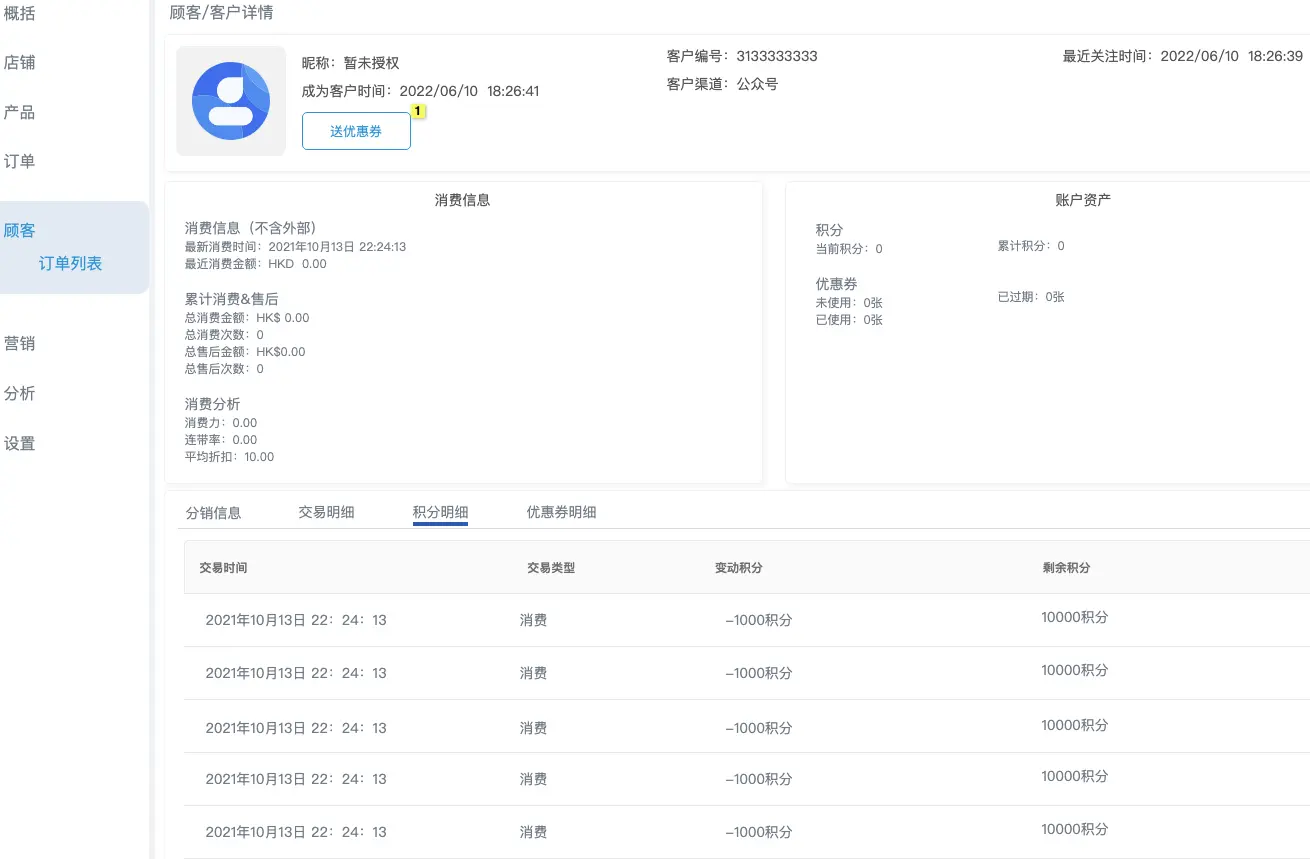 概括
店铺
产品
订单
顾客
订单列表
营销
分析
设置
顾客/客户详情
昵称：暂未授权
成为客户时间：2022/06/10 18:26:41
送优惠券
1
客户编号：3133333333
客户渠道：公众号
最近关注时间：2022/06/10 18:26:39
消费信息
消费信息（不含外部）
最新消费时间：2021年10月13日 22:24:13
最近消费金额：HKD 0.00
累计消费&售后
总消费金额：HK$ 0.00
总消费次数：0
总售后金额：HK$0.00
总售后次数：0
消费分析
消费力：0.00
连带率：0.00
平均折扣：10.00
账户资产
积分
当前积分：0 累计积分：0
优惠券
未使用：0张 已过期：0张
已使用：0张
分销信息 交易明细 积分明细 优惠券明细
交易时间 交易类型 变动积分 剩余积分
2021年10月13日 22：24：13 消费 -1000积分 10000积分
2021年10月13日 22：24：13 消费 -1000积分 10000积分
2021年10月13日 22：24：13 消费 -1000积分 10000积分
2021年10月13日 22：24：13 消费 -1000积分 10000积分
2021年10月13日 22：24：13 消费 -1000积分 10000积分